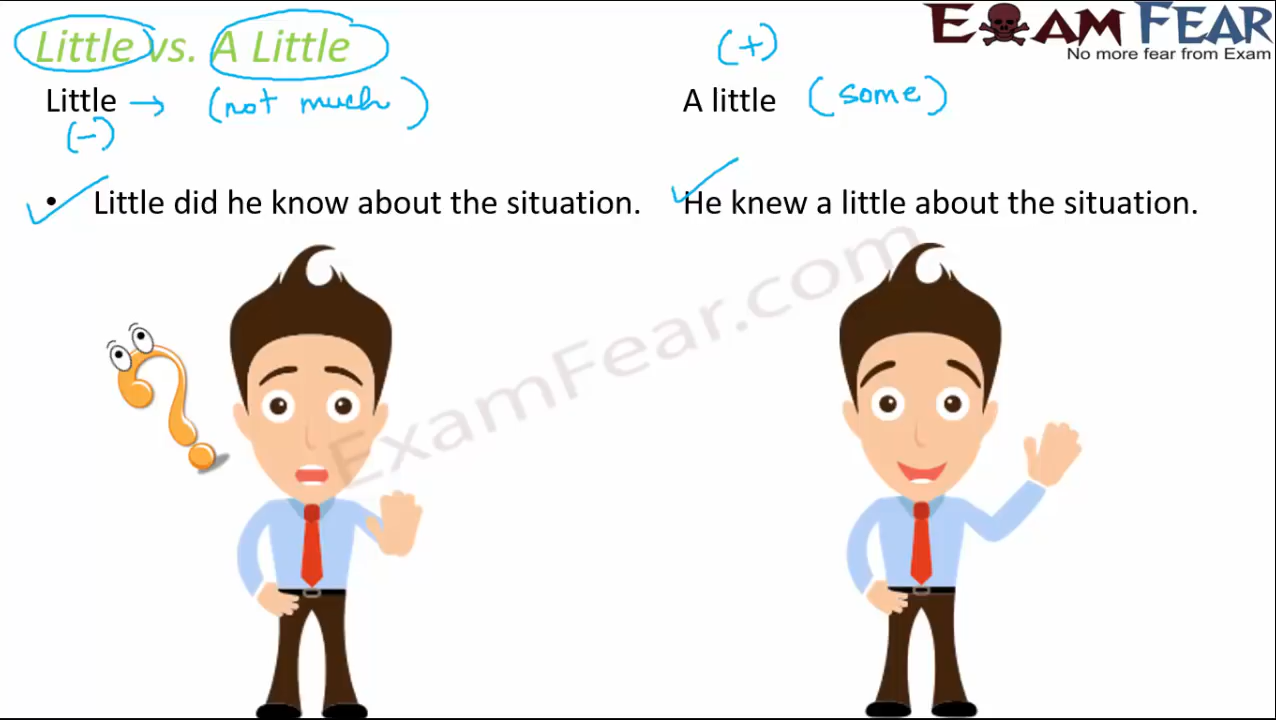 Little vs. A Little
EXAM FEAR
No more fear from Exam
(+)
Little → (not much)
(-)
A little (some)
• Little did he know about the situation.
He knew a little about the situation.
ExamFear.com